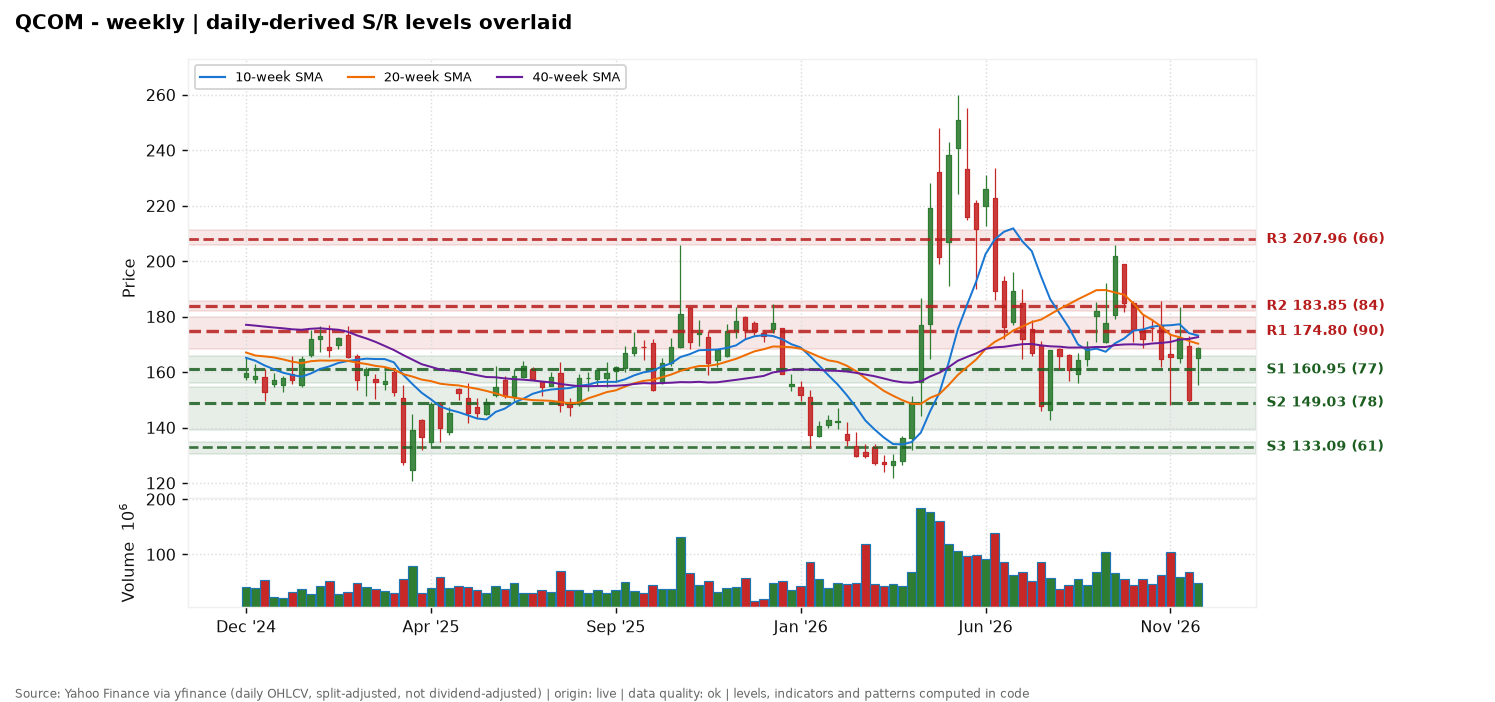 QCOM - weekly | daily-derived S/R levels overlaid
10-week SMA
20-week SMA
40-week SMA
Price
260
240
220
200
180
160
140
120
R3 207.96 (66)
R2 183.85 (84)
R1 174.80 (90)
S1 160.95 (77)
S2 149.03 (78)
S3 133.09 (61)
Volume 10⁶
200
100
Dec '24
Apr '25
Sep '25
Jan '26
Jun '26
Nov '26
Source: Yahoo Finance via yfinance (daily OHLCV, split-adjusted, not dividend-adjusted) | origin: live | data quality: ok | levels, indicators and patterns computed in code